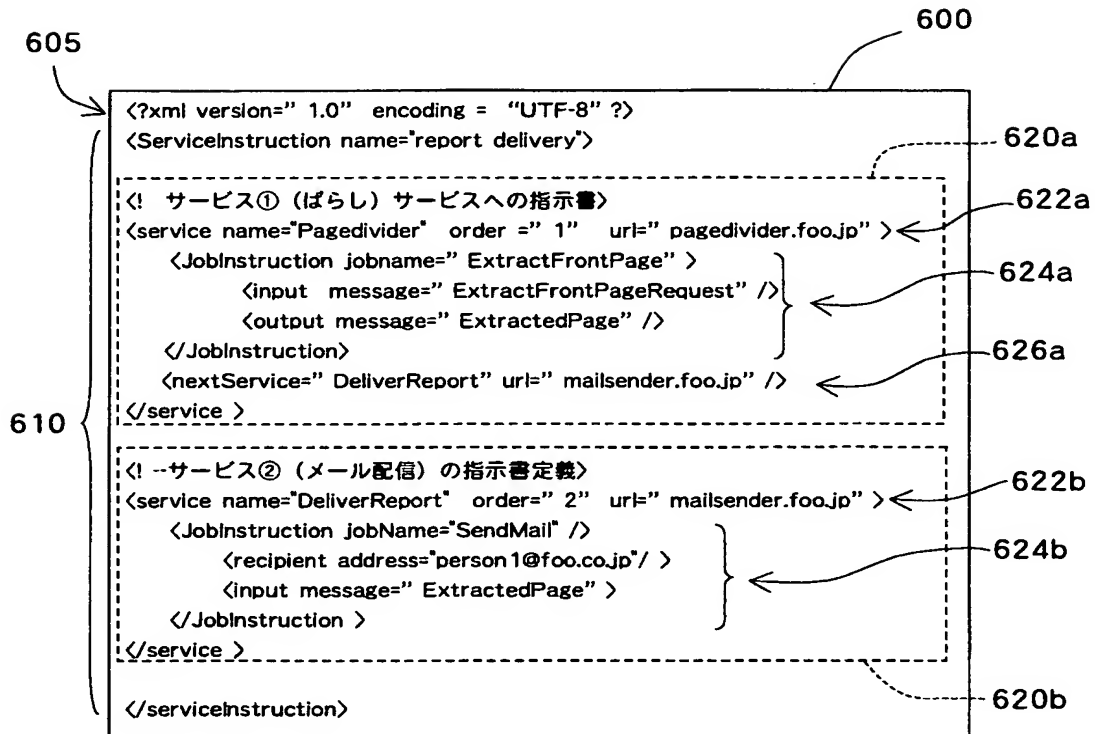 600
605
<?xml version=” 1.0” encoding = “UTF-8” ?>
<ServiceInstruction name="report delivery">
620a
<! サービス①（ばらし）サービスへの指示書>
622a
<service name="Pagedivider" order =” 1” url=” pagedivider.foo.jp” >
<JobInstruction jobname=” ExtractFrontPage” >
624a
<input message=” ExtractFrontPageRequest” />
<output message=” ExtractedPage” />
</JobInstruction>
626a
<nextService=” DeliverReport” url=” mailsender.foo.jp” />
</service >
610
<! --サービス②（メール配信）の指示書定義>
622b
<service name="DeliverReport" order=” 2” url=” mailsender.foo.jp” >
<JobInstruction jobName="SendMail" />
624b
<recipient address="person1@foo.co.jp"/ >
<input message=” ExtractedPage” >
</JobInstruction >
</service >
620b
</serviceInstruction>